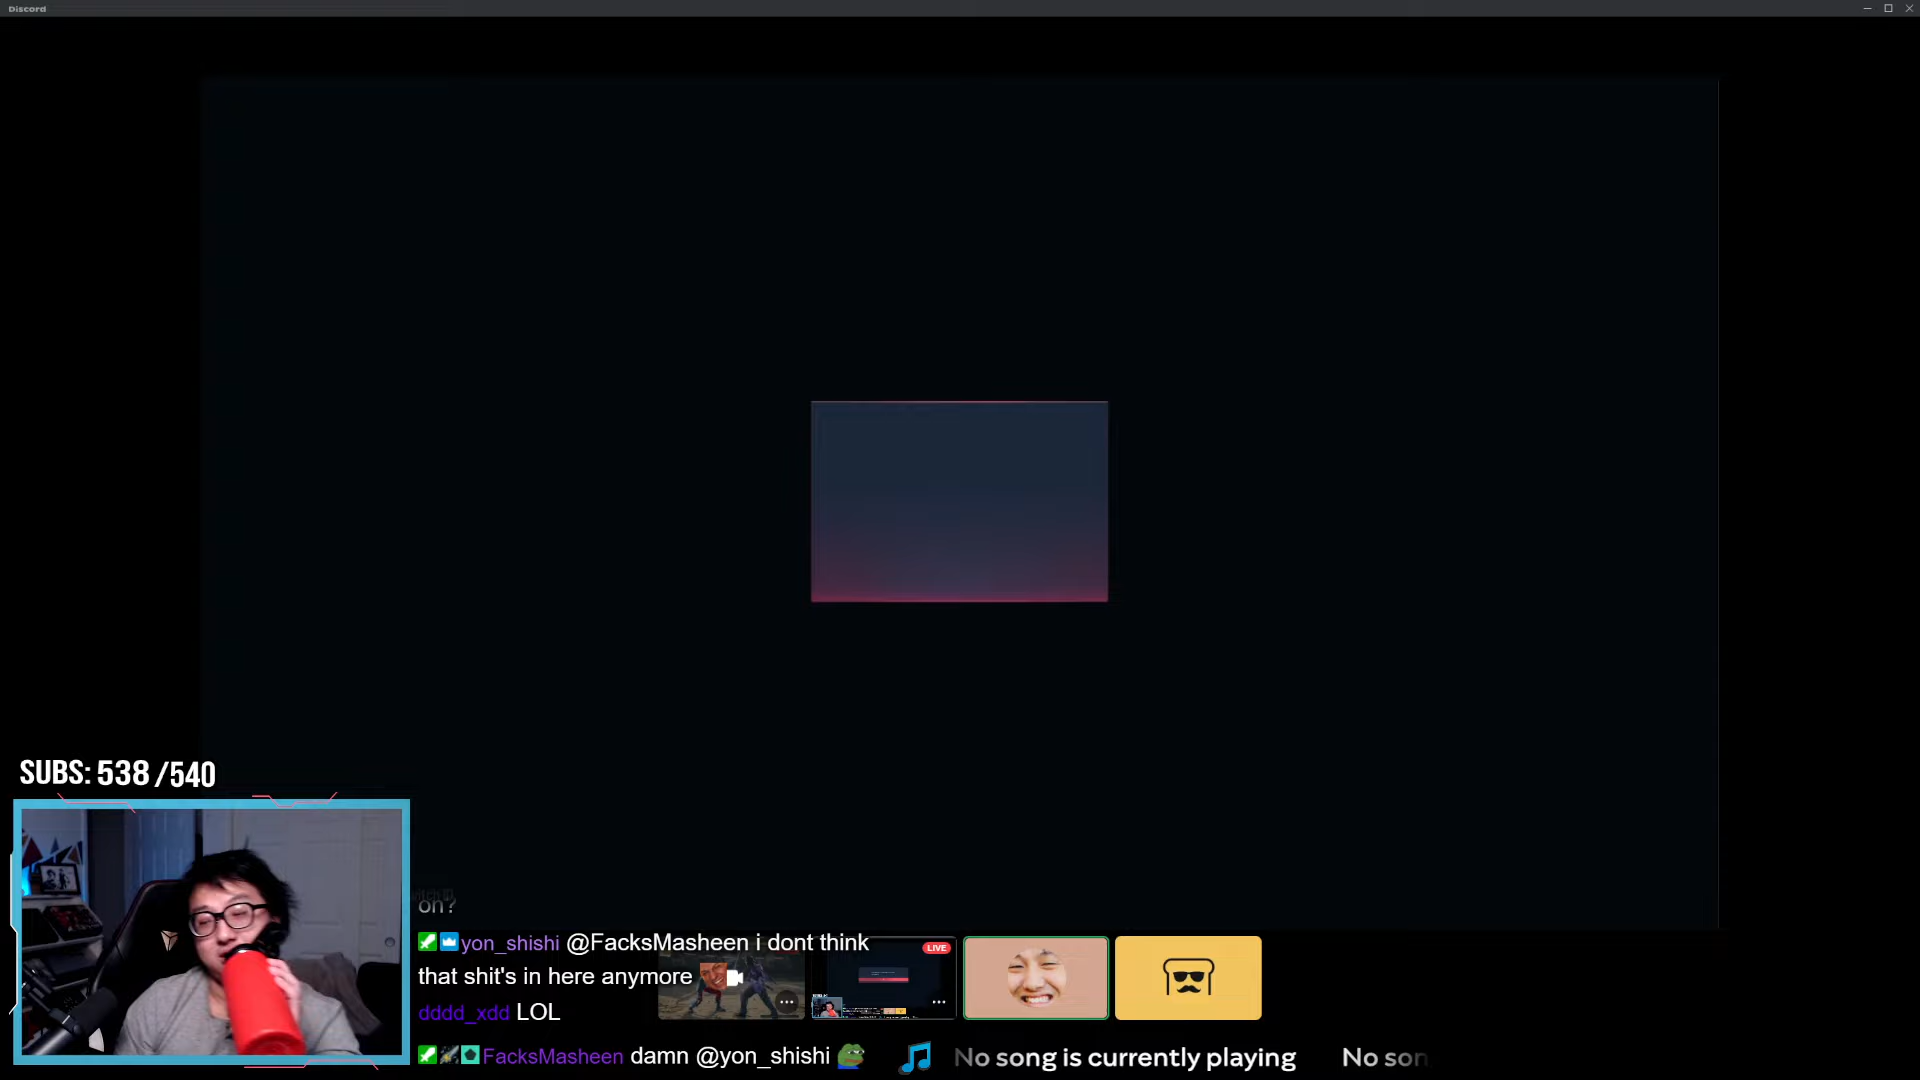 Discord
SUBS: 538 /540
on?
yon_shishi @FacksMasheen i dont think
that shit's in here anymore
LIVE
dddd_xdd LOL
FacksMasheen damn @yon_shishi
No song is currently playing No son